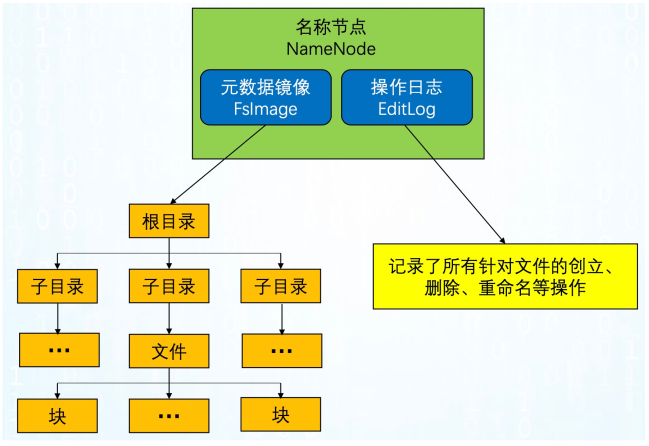 名称节点
NameNode
元数据镜像
FsImage
操作日志
EditLog
根目录
记录了所有针对文件的创立、
删除、重命名等操作
子目录
子目录
子目录
...
文件
...
块
...
块